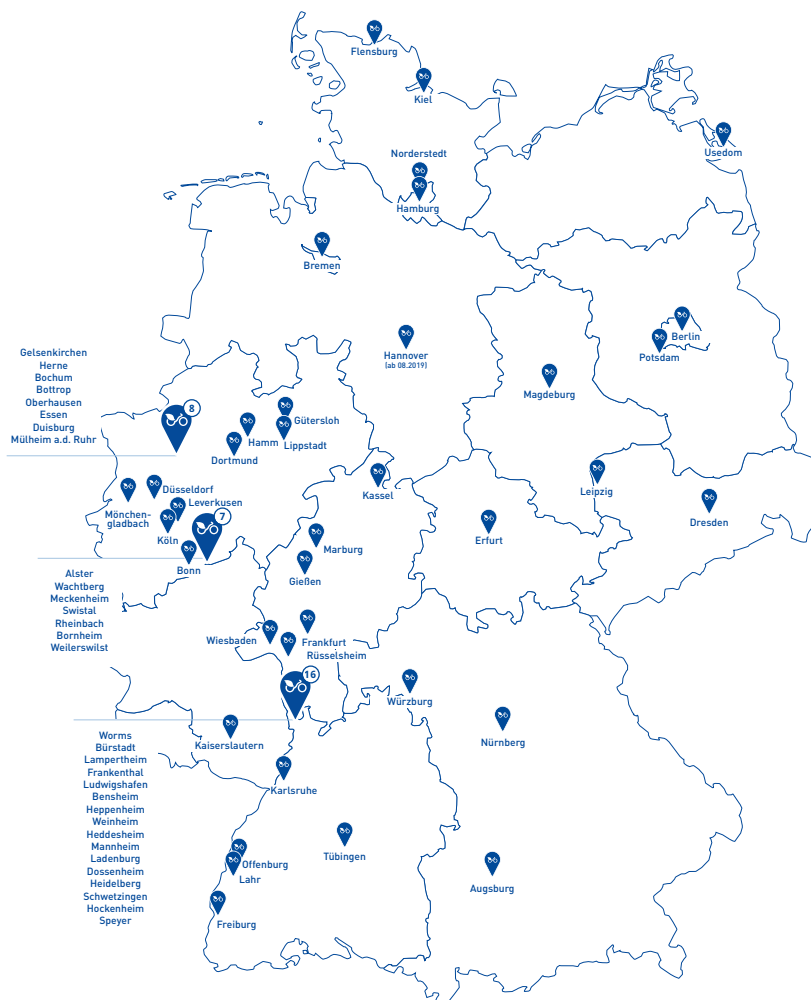 Flensburg
Kiel
Usedom
Norderstedt
Hamburg
Bremen
Berlin
Potsdam
Hannover
(ab 08.2019)
Magdeburg
Gelsenkirchen
Herne
Bochum
Bottrop
Oberhausen
Essen
Duisburg
Mülheim a.d. Ruhr
8
Gütersloh
Hamm
Lippstadt
Dortmund
Kassel
Leipzig
Dresden
Erfurt
Düsseldorf
Leverkusen
Mönchen-
gladbach
Köln
7
Bonn
Marburg
Gießen
Alster
Wachtberg
Meckenheim
Swistal
Rheinbach
Bornheim
Weilerswilst
Wiesbaden
Frankfurt
Rüsselsheim
16
Würzburg
Nürnberg
Kaiserslautern
Karlsruhe
Worms
Bürstadt
Lampertheim
Frankenthal
Ludwigshafen
Bensheim
Heppenheim
Weinheim
Heddesheim
Mannheim
Ladenburg
Dossenheim
Heidelberg
Schwetzingen
Hockenheim
Speyer
Tübingen
Offenburg
Lahr
Augsburg
Freiburg